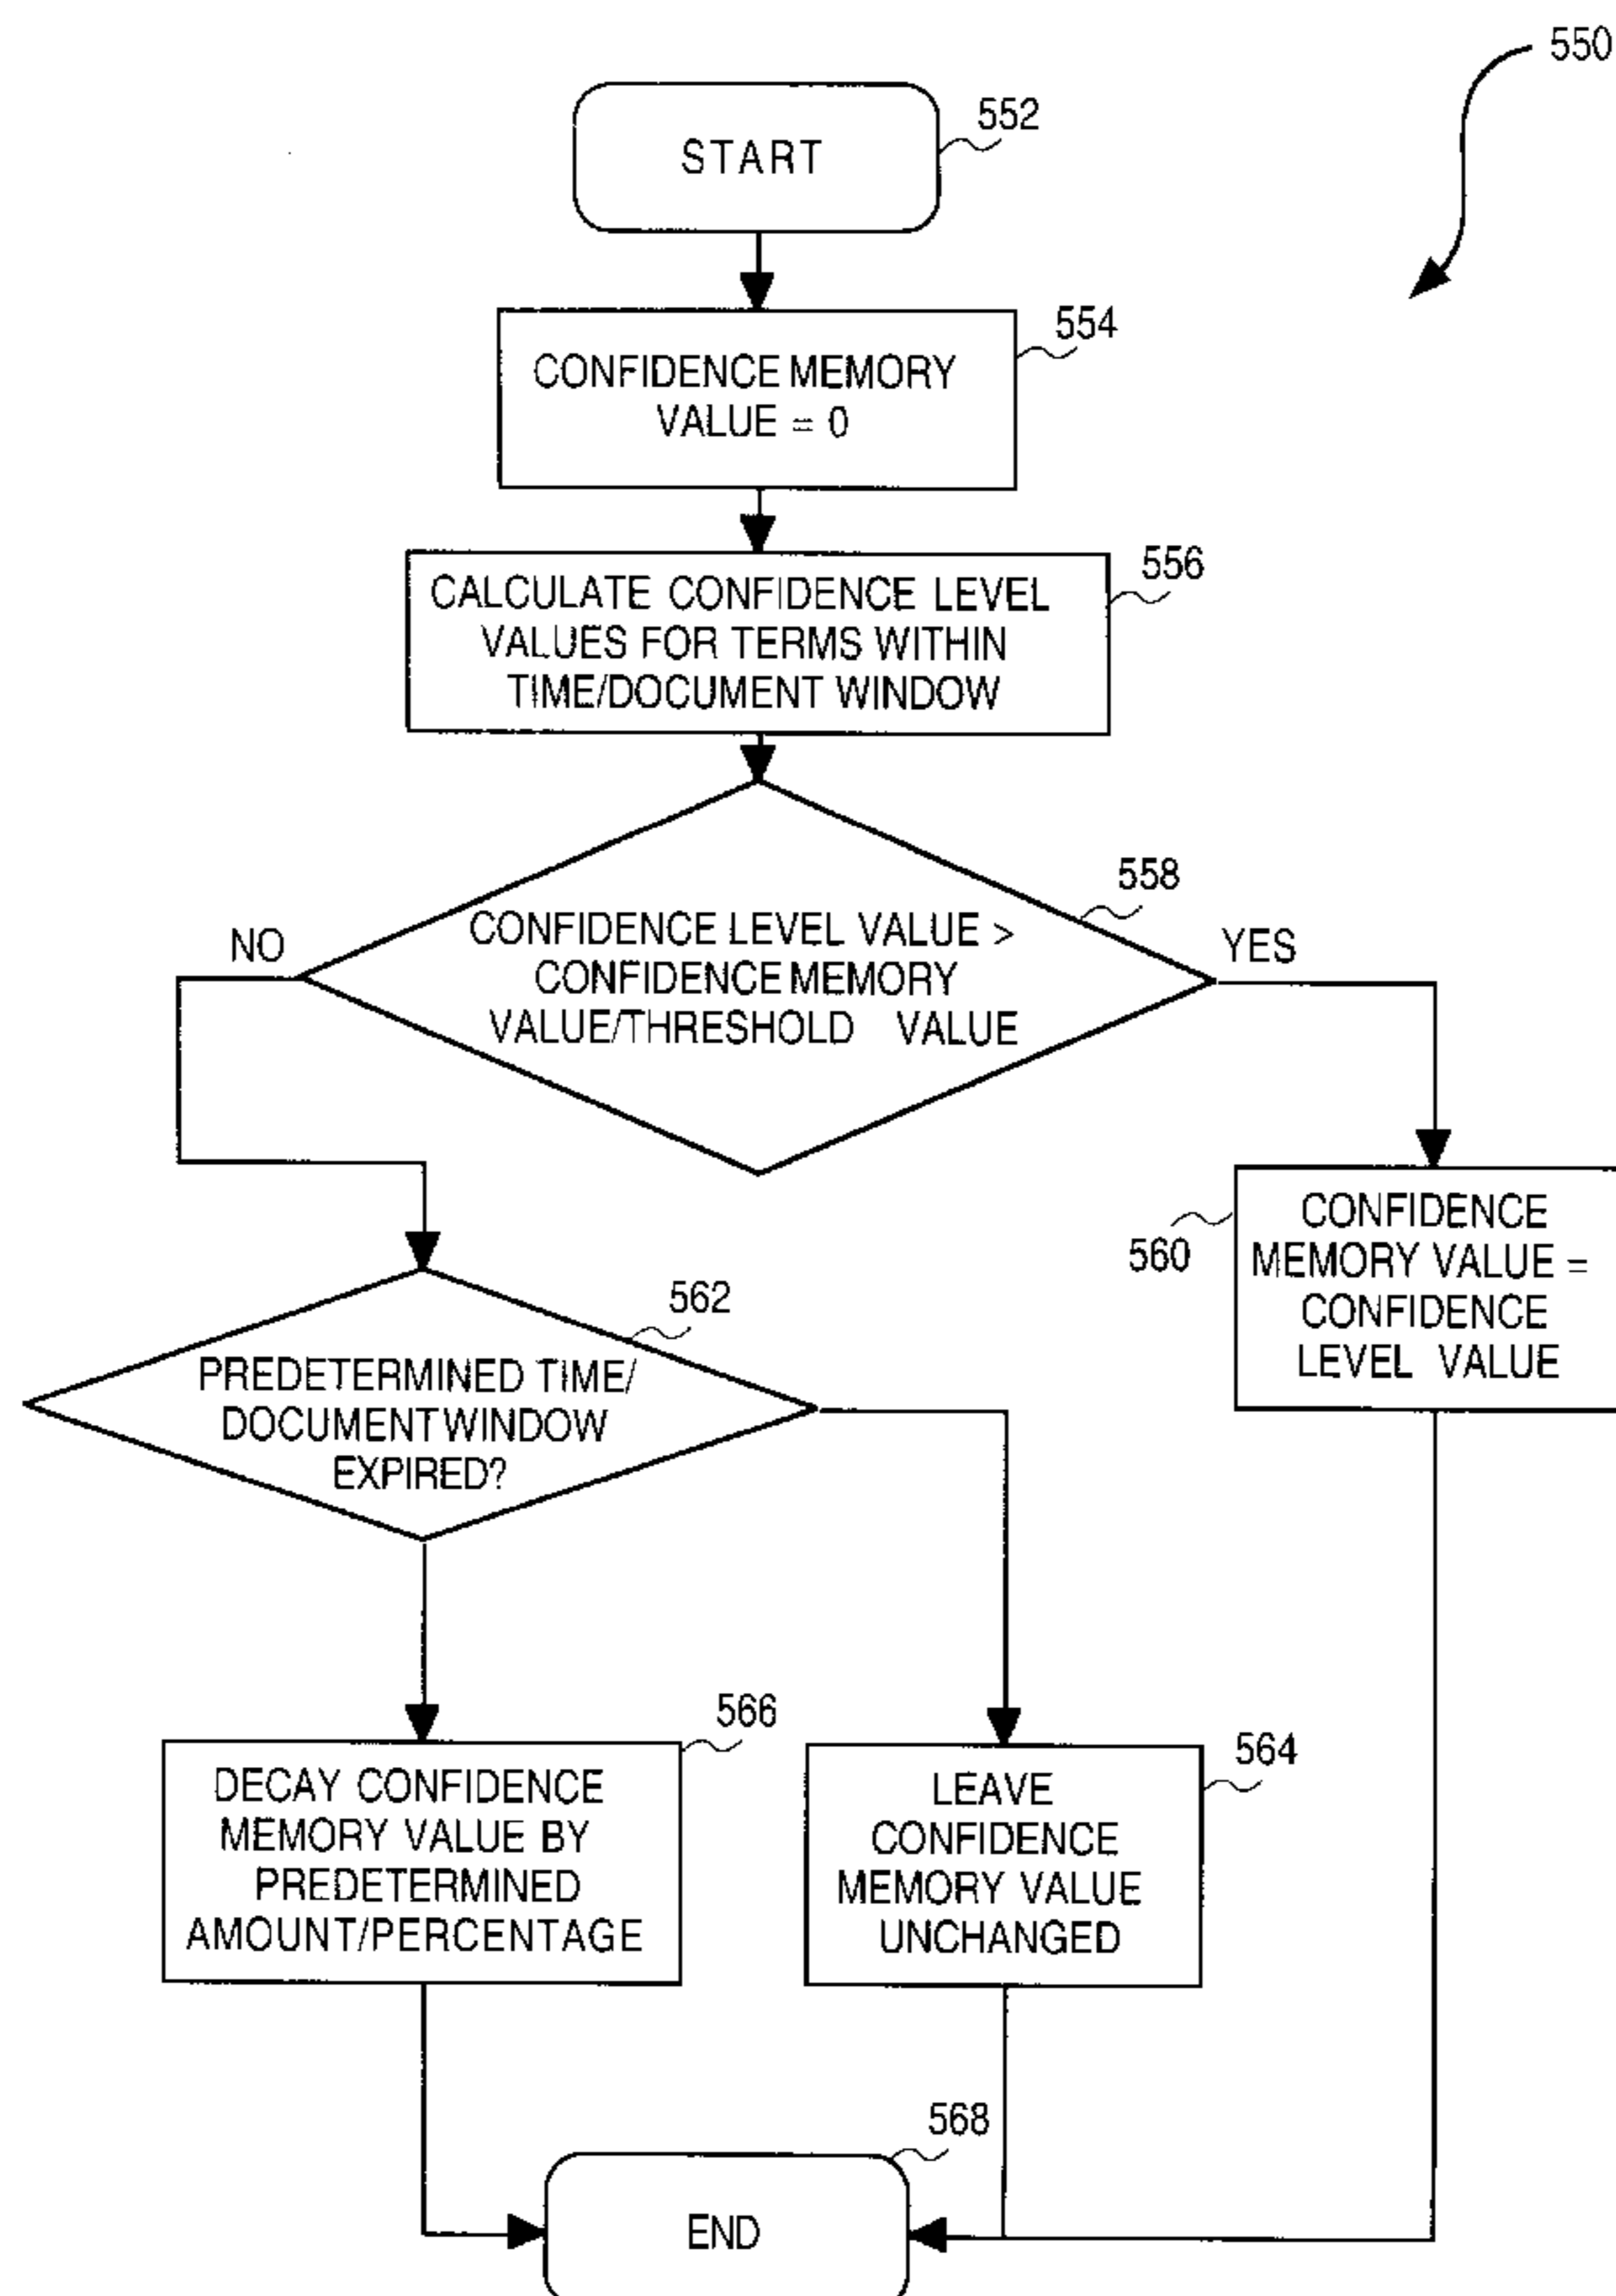 550
552
START
554
CONFIDENCE MEMORY
VALUE = 0
556
CALCULATE CONFIDENCE LEVEL
VALUES FOR TERMS WITHIN
TIME/DOCUMENT WINDOW
558
CONFIDENCE LEVEL VALUE >
CONFIDENCE MEMORY
VALUE/THRESHOLD VALUE
NO
YES
560
CONFIDENCE
MEMORY VALUE =
CONFIDENCE
LEVEL VALUE
562
PREDETERMINED TIME/
DOCUMENT WINDOW
EXPIRED?
566
DECAY CONFIDENCE
MEMORY VALUE BY
PREDETERMINED
AMOUNT/PERCENTAGE
564
LEAVE
CONFIDENCE
MEMORY VALUE
UNCHANGED
568
END